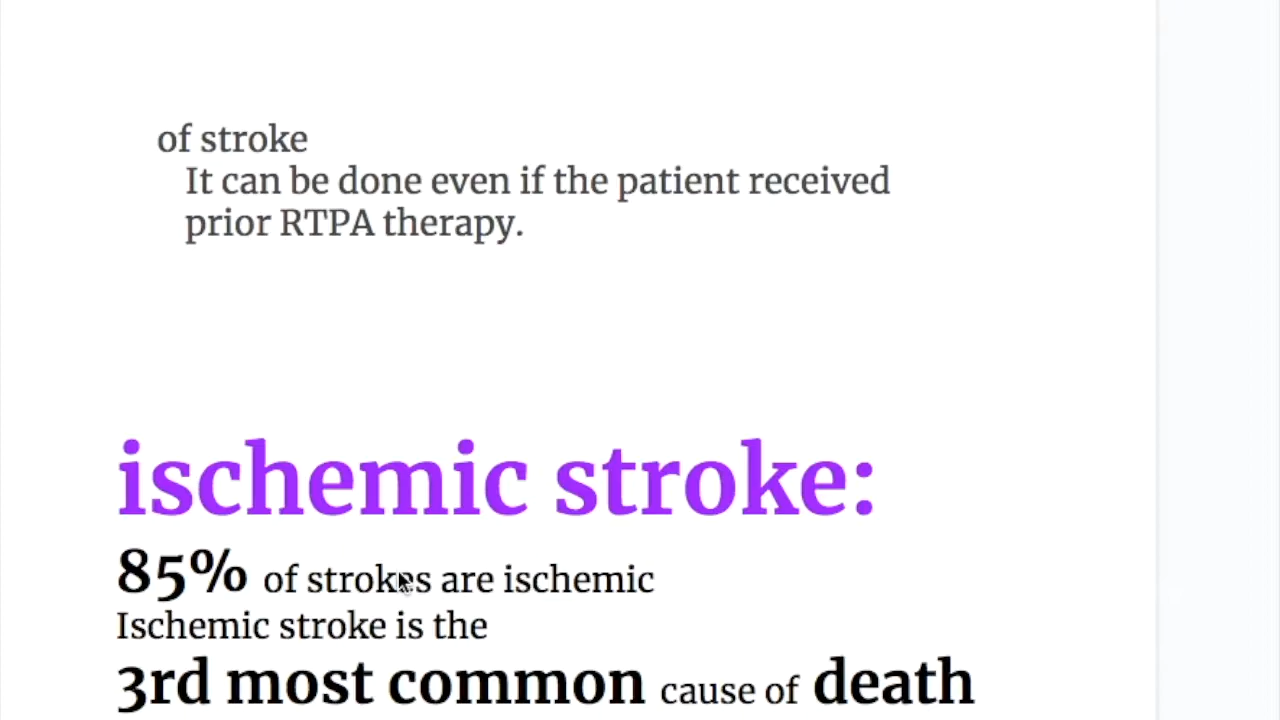 of stroke
It can be done even if the patient received
prior RTPA therapy.
ischemic stroke:
85% of strokes are ischemic
Ischemic stroke is the
3rd most common cause of death